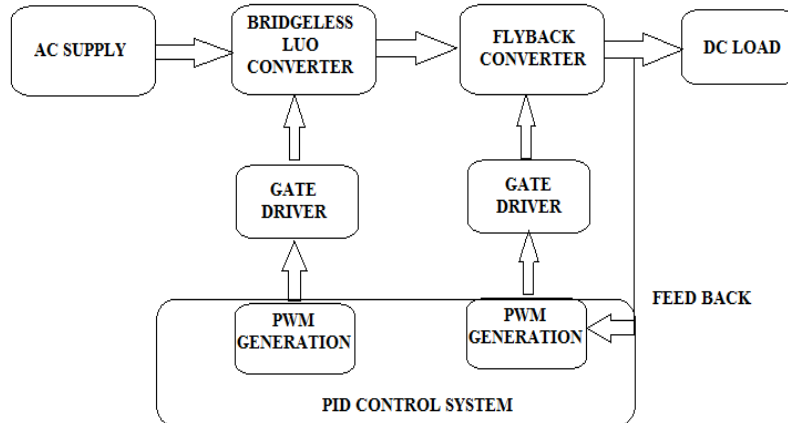 AC SUPPLY
BRIDGELESS
LUO
CONVERTER
FLYBACK
CONVERTER
DC LOAD
GATE
DRIVER
GATE
DRIVER
FEED BACK
PWM
GENERATION
PWM
GENERATION
PID CONTROL SYSTEM